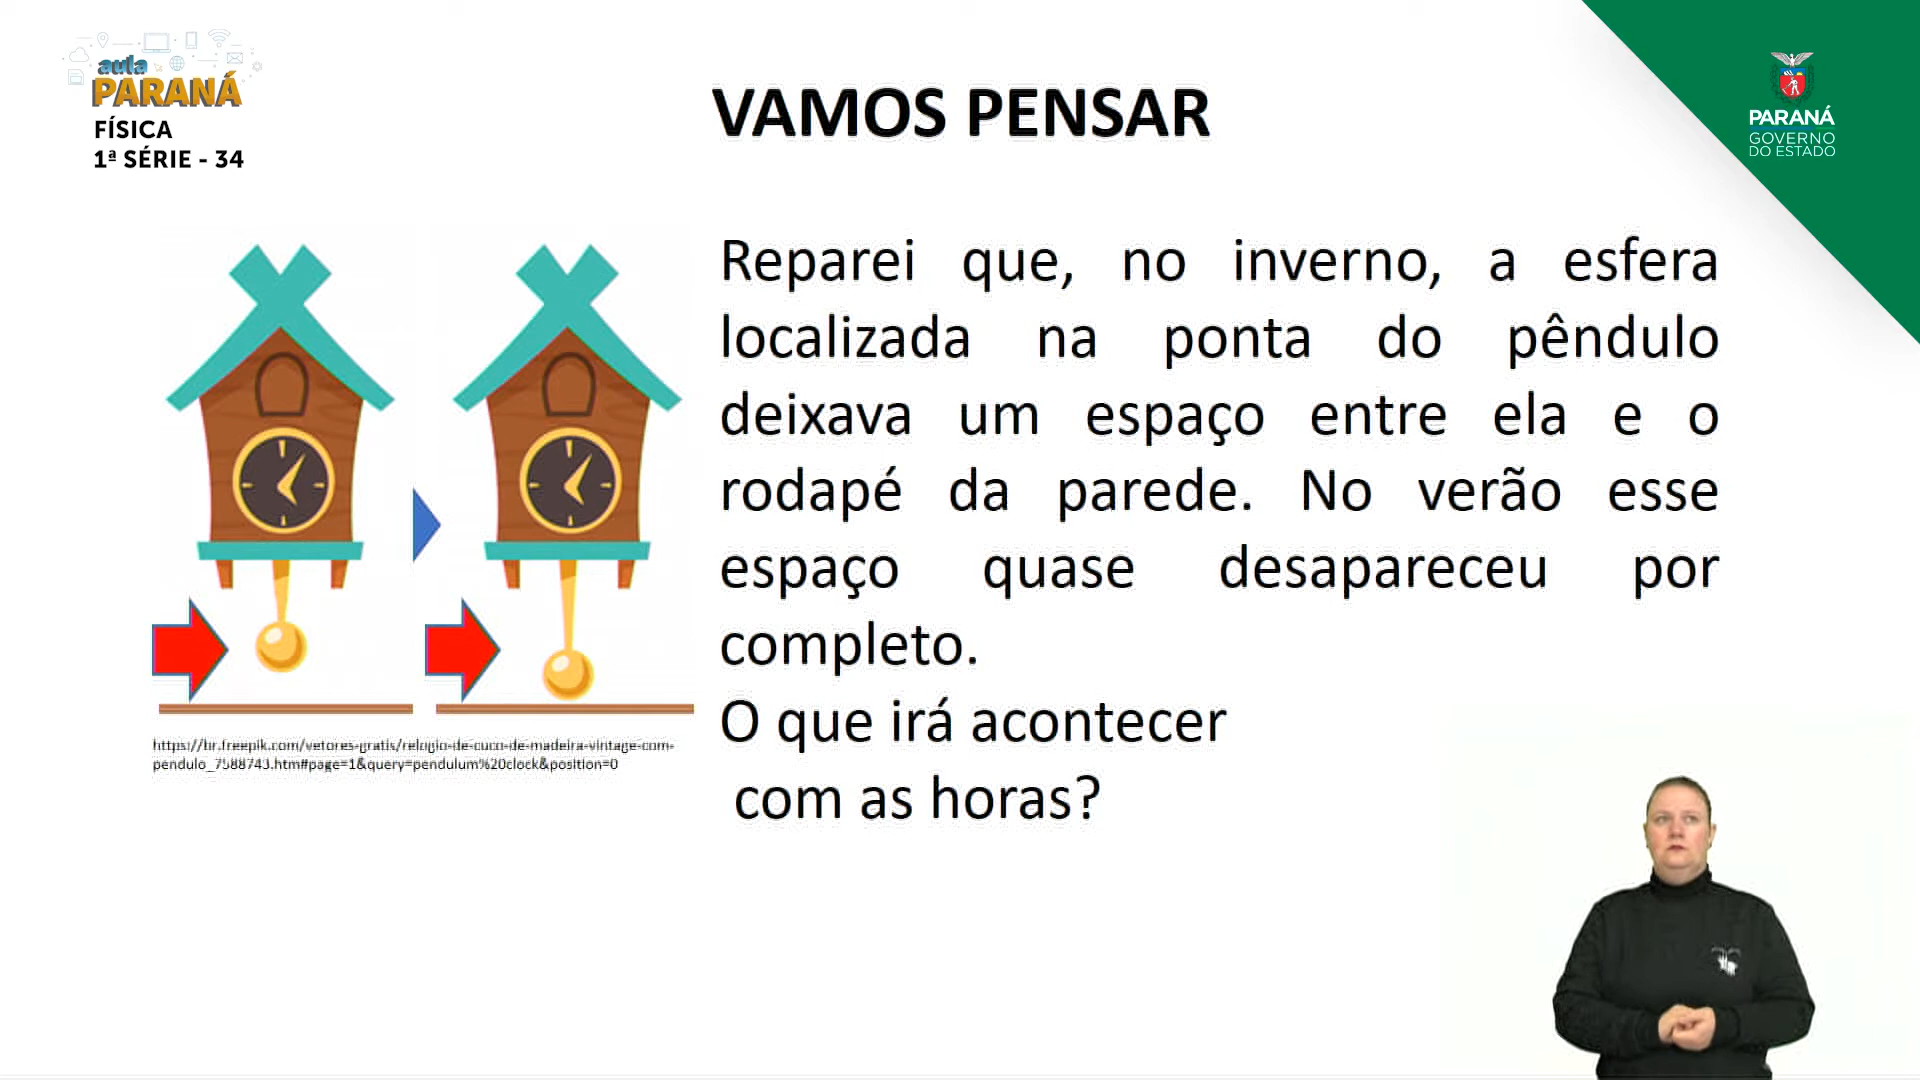 aula
PARANÁ
FÍSICA
1ª SÉRIE - 34
VAMOS PENSAR
PARANÁ
GOVERNO
DO ESTADO
Reparei que, no inverno, a esfera
localizada na ponta do pêndulo
deixava um espaço entre ela e o
rodapé da parede. No verão esse
espaço quase desapareceu por
completo.
O que irá acontecer
com as horas?
https://br.freepik.com/vetores-gratis/relogio-de-cuco-de-madeira-vintage-com-
pendulo_7588743.htm#page=1&query=pendulum%20clock&position=0